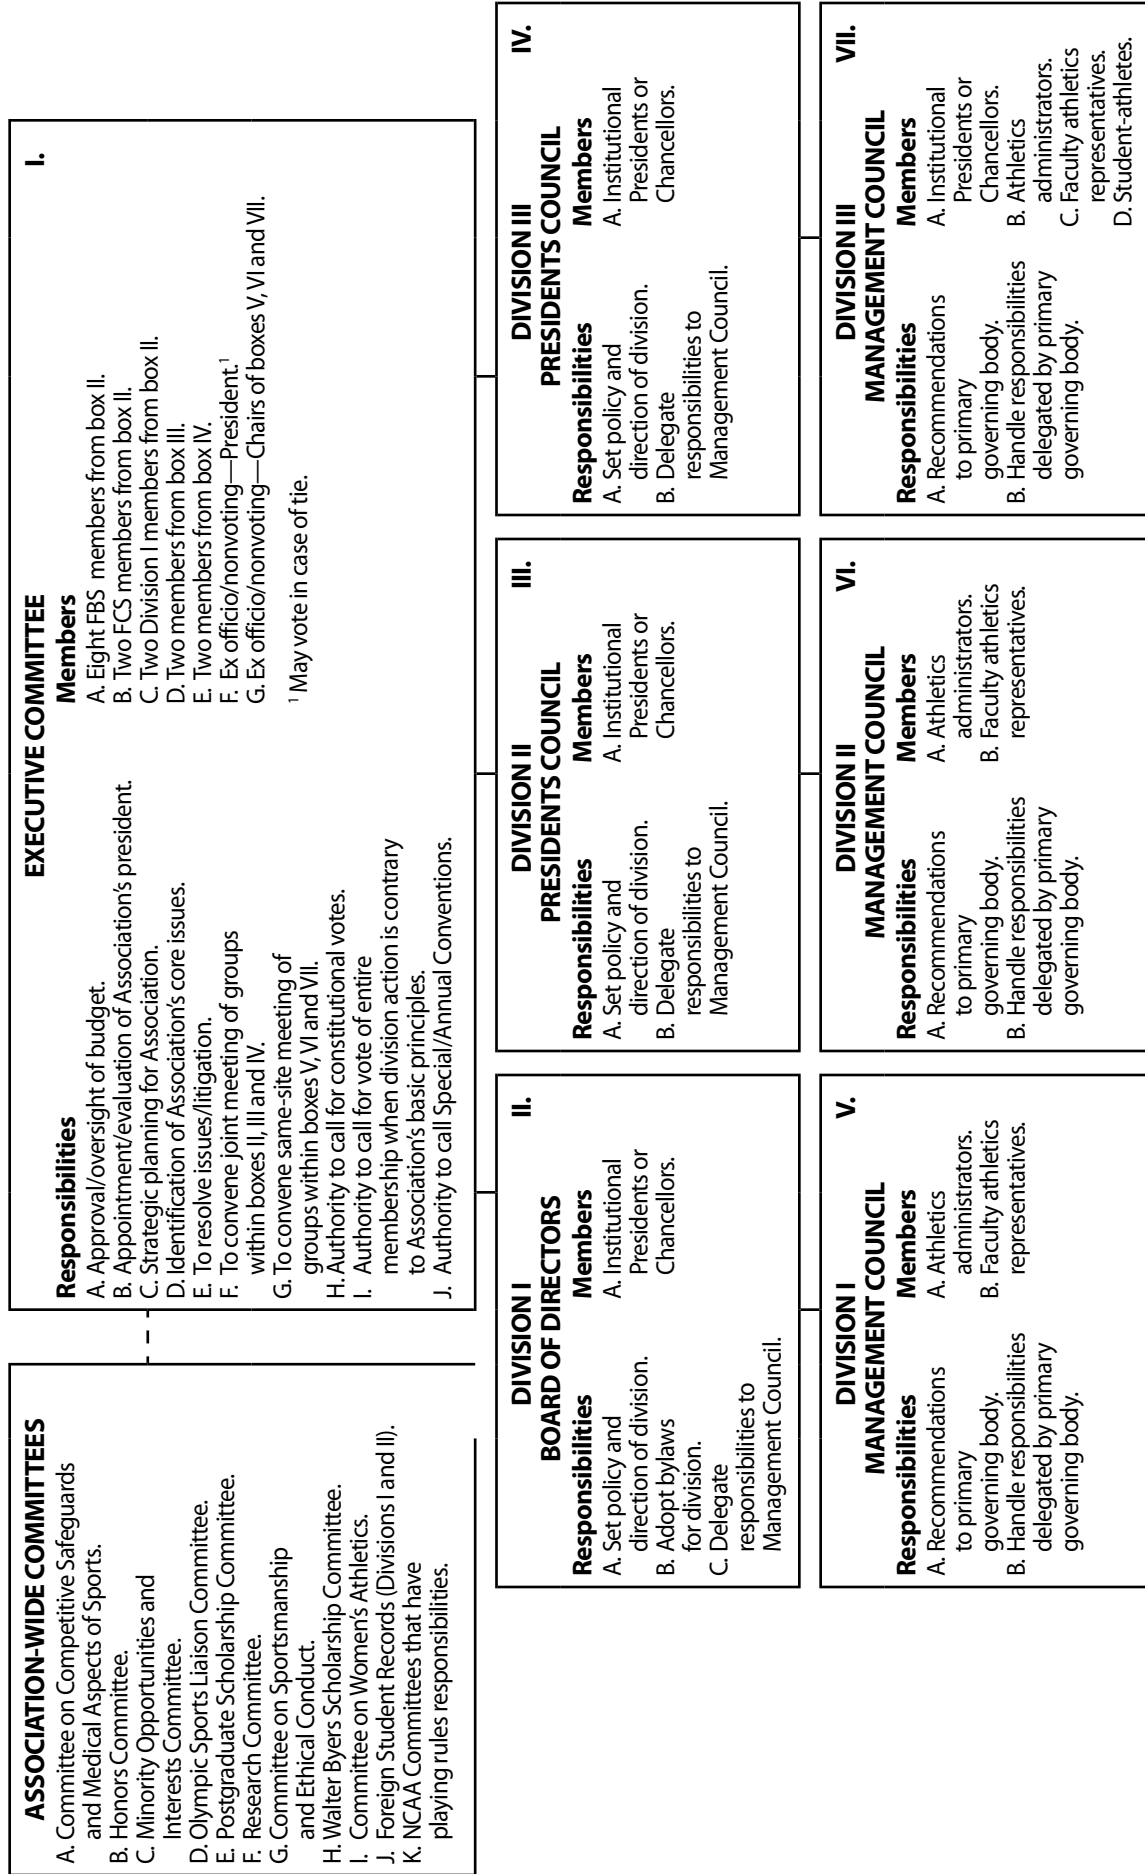 ASSOCIATION-WIDE COMMITTEES
A. Committee on Competitive Safeguards
and Medical Aspects of Sports.
B. Honors Committee.
C. Minority Opportunities and
Interests Committee.
D. Olympic Sports Liaison Committee.
E. Postgraduate Scholarship Committee.
F. Research Committee.
G. Committee on Sportsmanship
and Ethical Conduct.
H. Walter Byers Scholarship Committee.
I. Committee on Women's Athletics.
J. Foreign Student Records (Divisions I and II).
K. NCAA Committees that have
playing rules responsibilities.
EXECUTIVE COMMITTEE
I.
Responsibilities
A. Approval/oversight of budget.
B. Appointment/evaluation of Association's president.
C. Strategic planning for Association.
D. Identification of Association's core issues.
E. To resolve issues/litigation.
F. To convene joint meeting of groups
within boxes II, III and IV.
G. To convene same-site meeting of
groups within boxes V, VI and VII.
H. Authority to call for constitutional votes.
I. Authority to call for vote of entire
membership when division action is contrary
to Association's basic principles.
J. Authority to call Special/Annual Conventions.
Members
A. Eight FBS members from box II.
B. Two FCS members from box II.
C. Two Division I members from box II.
D. Two members from box III.
E. Two members from box IV.
F. Ex officio/nonvoting—President.¹
G. Ex officio/nonvoting—Chairs of boxes V, VI and VII.
¹ May vote in case of tie.
DIVISION I
BOARD OF DIRECTORS
II.
Responsibilities
A. Set policy and
direction of division.
B. Adopt bylaws
for division.
C. Delegate
responsibilities to
Management Council.
Members
A. Institutional
Presidents or
Chancellors.
DIVISION II
PRESIDENTS COUNCIL
III.
Responsibilities
A. Set policy and
direction of division.
B. Delegate
responsibilities to
Management Council.
Members
A. Institutional
Presidents or
Chancellors.
DIVISION III
PRESIDENTS COUNCIL
IV.
Responsibilities
A. Set policy and
direction of division.
B. Delegate
responsibilities to
Management Council.
Members
A. Institutional
Presidents or
Chancellors.
DIVISION I
MANAGEMENT COUNCIL
V.
Responsibilities
A. Recommendations
to primary
governing body.
B. Handle responsibilities
delegated by primary
governing body.
Members
A. Athletics
administrators.
B. Faculty athletics
representatives.
DIVISION II
MANAGEMENT COUNCIL
VI.
Responsibilities
A. Recommendations
to primary
governing body.
B. Handle responsibilities
delegated by primary
governing body.
Members
A. Athletics
administrators.
B. Faculty athletics
representatives.
DIVISION III
MANAGEMENT COUNCIL
VII.
Responsibilities
A. Recommendations
to primary
governing body.
B. Handle responsibilities
delegated by primary
governing body.
Members
A. Institutional
Presidents or
Chancellors.
B. Athletics
administrators.
C. Faculty athletics
representatives.
D. Student-athletes.